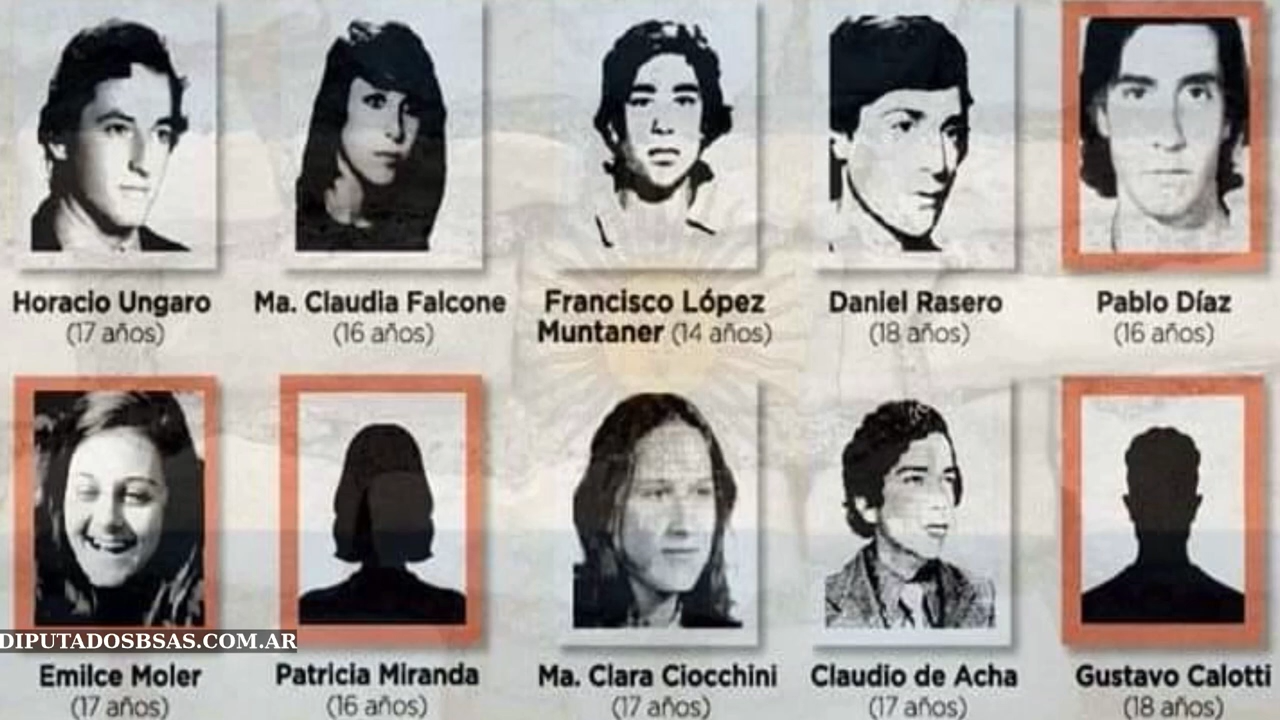 Horacio Ungaro
(17 años)
Ma. Claudia Falcone
(16 años)
Francisco López
Muntaner (14 años)
Daniel Rasero
(18 años)
Pablo Díaz
(16 años)
DIPUTADOSBSAS.COM.AR
Emilce Moler
(17 años)
Patricia Miranda
(16 años)
Ma. Clara Ciocchini
(17 años)
Claudio de Acha
(17 años)
Gustavo Calotti
(18 años)